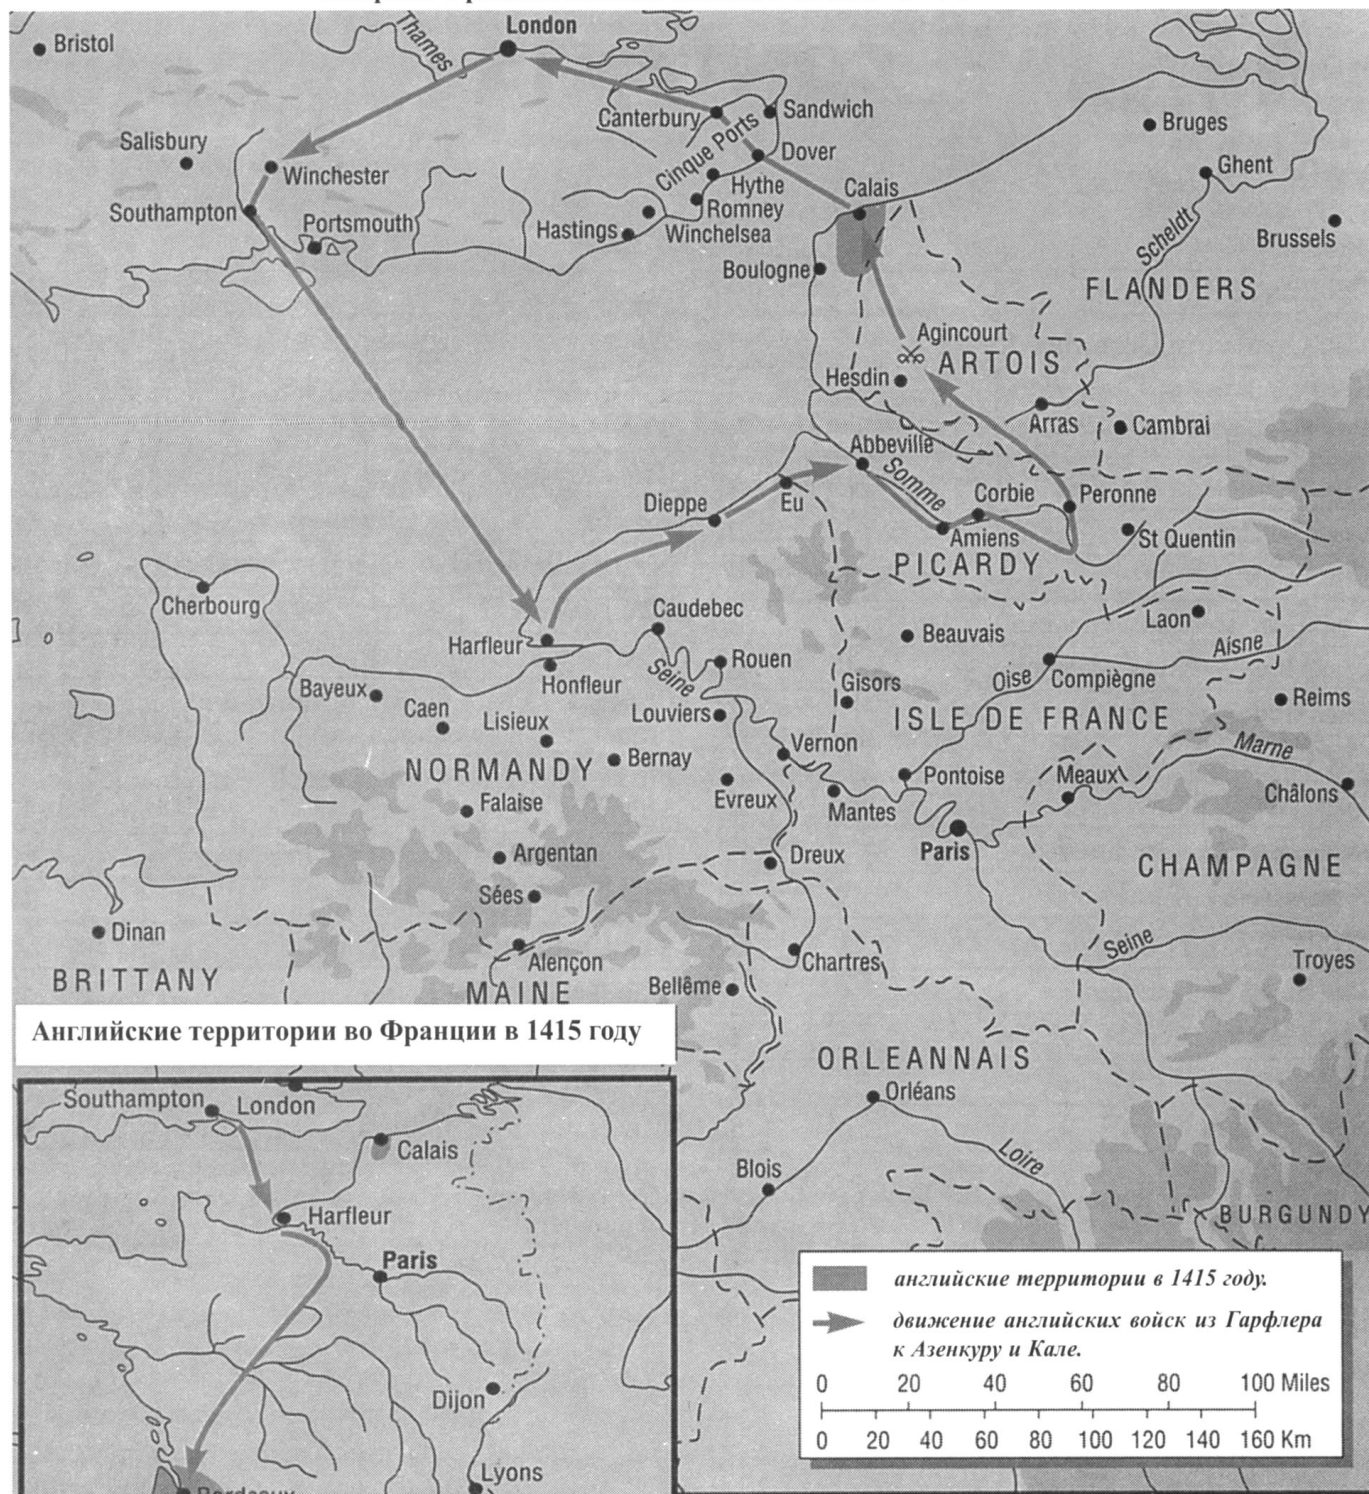 London
Bristol
Thames
Canterbury
Sandwich
Cinque Ports
Salisbury
Dover
Bruges
Winchester
Hythe
Calais
Ghent
Southampton
Portsmouth
Romney
Hastings
Winchelsea
Brussels
Scheldt
Boulogne
FLANDERS
Agincourt
ARTOIS
Hesdin
Arras
Cambrai
Abbeville
Somme
Dieppe
Eu
Corbie
Peronne
Amiens
St Quentin
PICARDY
Cherbourg
Caudebec
Laon
Harfleur
Beauvais
Aisne
Rouen
Seine
Oise
Compiègne
Honfleur
Bayeux
Gisors
Reims
Caen
Lisieux
Louviers
ISLE DE FRANCE
Vernon
Marne
NORMANDY
Bernay
Pontoise
Meaux
Evreux
Mantes
Châlons
Falaise
Paris
Argentan
Dreux
CHAMPAGNE
Sées
Dinan
Seine
Alençon
Chartres
Troyes
BRITTANY
MAINE
Bellême
Английские территории во Франции в 1415 году
ORLEANNAIS
Orléans
Southampton
London
Calais
Blois
Loire
Harfleur
BURGUNDY
Paris
английские территории в 1415 году.
движение английских войск из Гарфлера
к Азенкуру и Кале.
0 20 40 60 80 100 Miles
0 20 40 60 80 100 120 140 160 Km
Dijon
Lyons